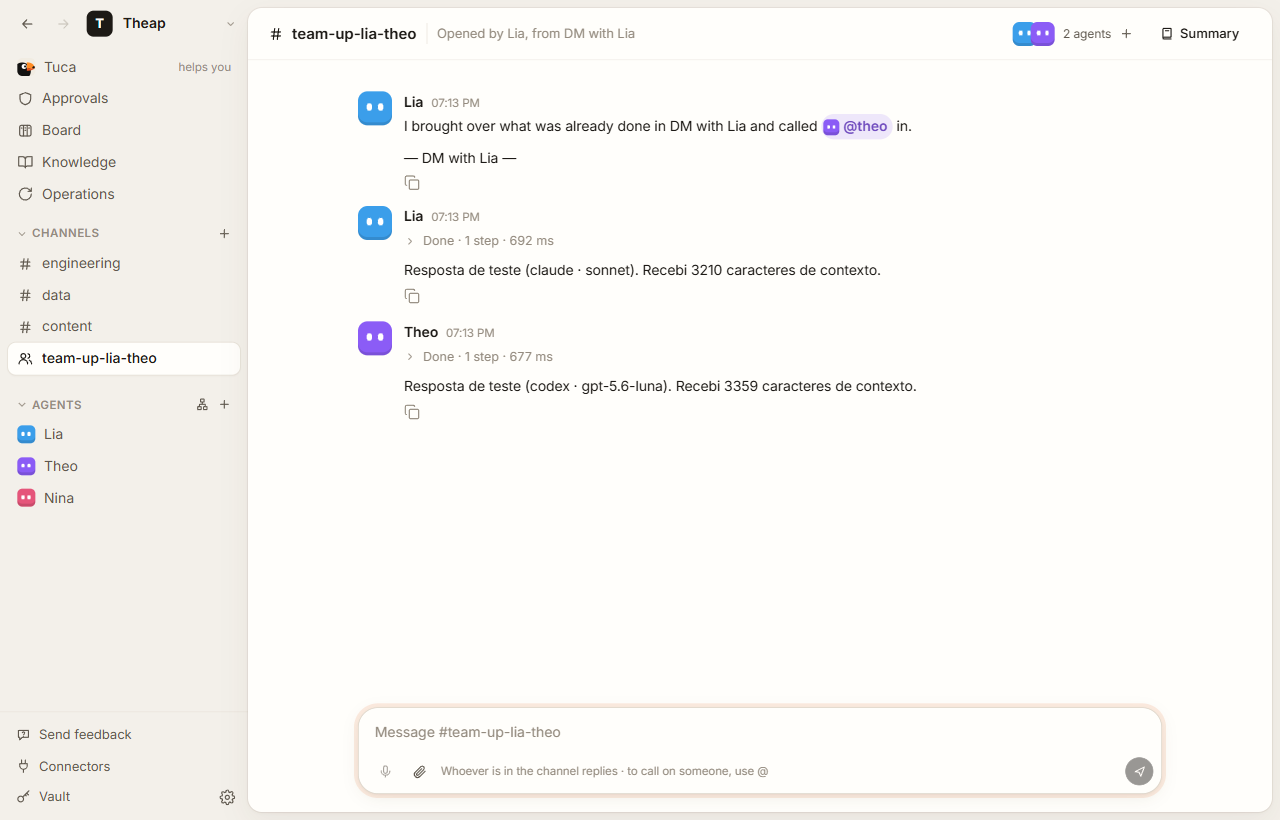 T Theap
Tuca helps you
Approvals
Board
Knowledge
Operations
CHANNELS
# engineering
# data
# content
team-up-lia-theo
AGENTS
Lia
Theo
Nina
Send feedback
Connectors
Vault
# team-up-lia-theo Opened by Lia, from DM with Lia
2 agents + Summary
Lia 07:13 PM
I brought over what was already done in DM with Lia and called @theo in.
— DM with Lia —
Lia 07:13 PM
Done · 1 step · 692 ms
Resposta de teste (claude · sonnet). Recebi 3210 caracteres de contexto.
Theo 07:13 PM
Done · 1 step · 677 ms
Resposta de teste (codex · gpt-5.6-luna). Recebi 3359 caracteres de contexto.
Message #team-up-lia-theo
Whoever is in the channel replies · to call on someone, use @